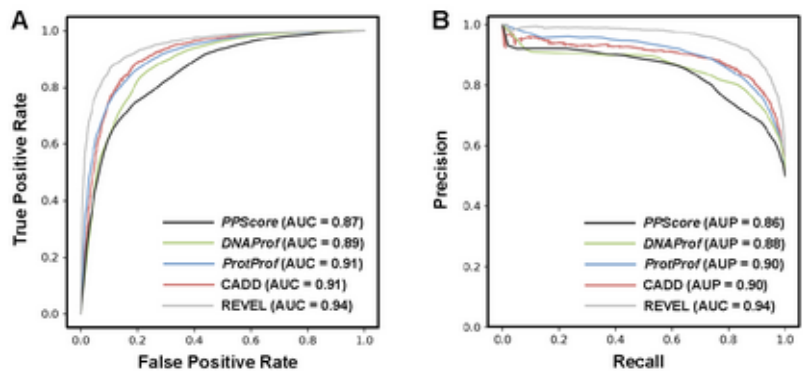 A
1.0
0.8
0.6
0.4
0.2
0.0
True Positive Rate
PPScore (AUC = 0.87)
DNAProf (AUC = 0.89)
ProtProf (AUC = 0.91)
CADD (AUC = 0.91)
REVEL (AUC = 0.94)
0.0 0.2 0.4 0.6 0.8 1.0
False Positive Rate
B
1.0
0.8
0.6
0.4
0.2
0.0
Precision
PPScore (AUP = 0.86)
DNAProf (AUP = 0.88)
ProtProf (AUP = 0.90)
CADD (AUP = 0.90)
REVEL (AUC = 0.94)
0.0 0.2 0.4 0.6 0.8 1.0
Recall